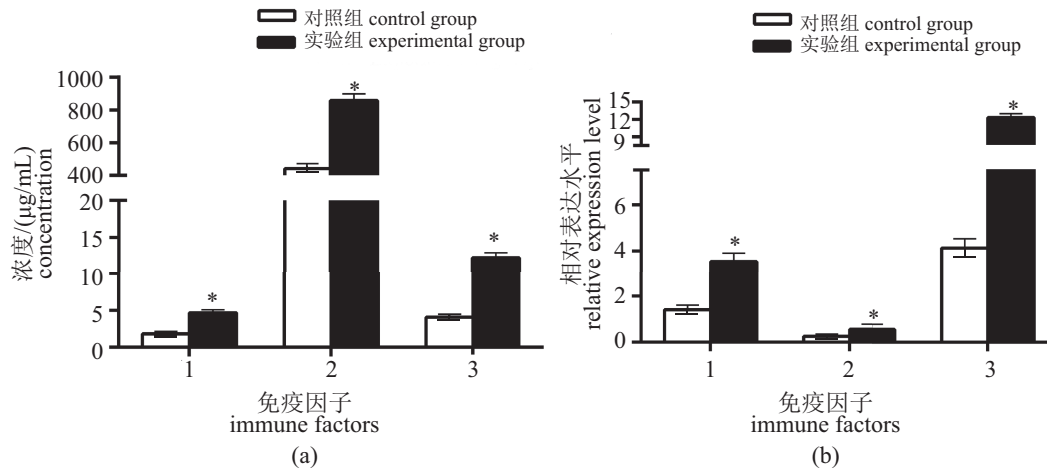 对照组 control group
实验组 experimental group
浓度/(μg/mL)
concentration
1000
800
600
400
20
15
10
5
0
*
*
*
1
2
3
免疫因子
immune factors
(a)
对照组 control group
实验组 experimental group
相对表达水平
relative expression level
15
12
9
6
4
2
0
*
*
*
1
2
3
免疫因子
immune factors
(b)